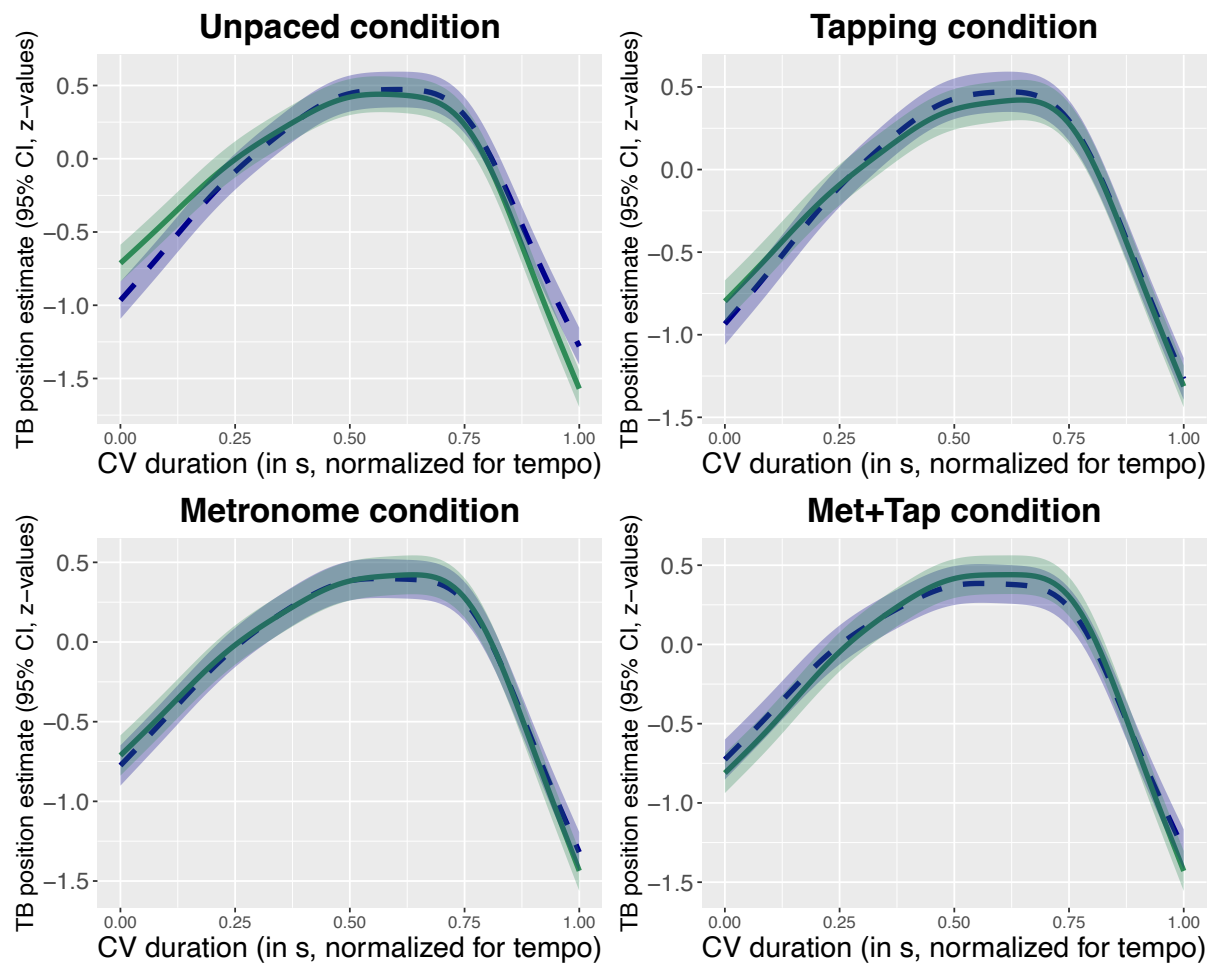 Unpaced condition
TB position estimate (95% CI, z−values)
0.5
0.0
−0.5
−1.0
−1.5
0.00 0.25 0.50 0.75 1.00
CV duration (in s, normalized for tempo)
Tapping condition
TB position estimate (95% CI, z−values)
0.5
0.0
−0.5
−1.0
−1.5
0.00 0.25 0.50 0.75 1.00
CV duration (in s, normalized for tempo)
Metronome condition
TB position estimate (95% CI, z−values)
0.5
0.0
−0.5
−1.0
−1.5
0.00 0.25 0.50 0.75 1.00
CV duration (in s, normalized for tempo)
Met+Tap condition
TB position estimate (95% CI, z−values)
0.5
0.0
−0.5
−1.0
−1.5
0.00 0.25 0.50 0.75 1.00
CV duration (in s, normalized for tempo)